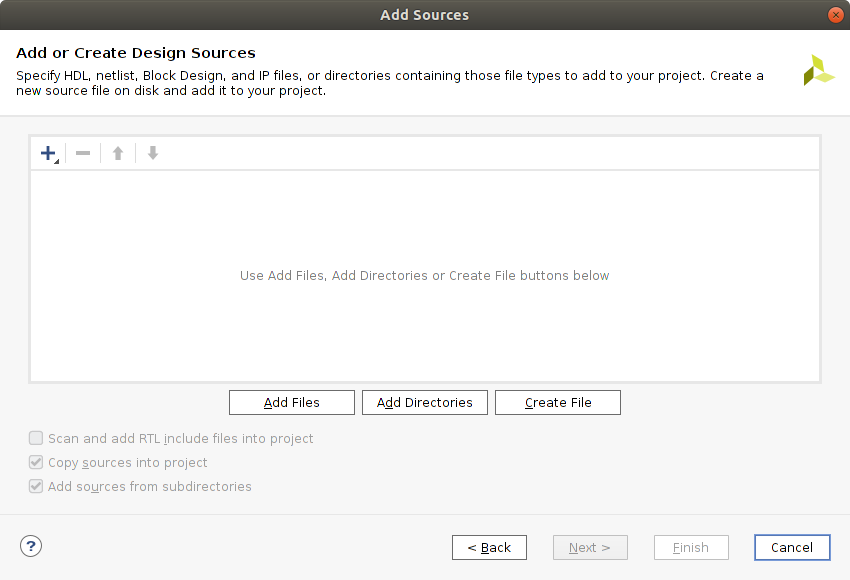 Add Sources
Add or Create Design Sources
Specify HDL, netlist, Block Design, and IP files, or directories containing those file types to add to your project. Create a
new source file on disk and add it to your project.
Use Add Files, Add Directories or Create File buttons below
Add Files
Add Directories
Create File
Scan and add RTL include files into project
Copy sources into project
Add sources from subdirectories
?
< Back
Next >
Finish
Cancel